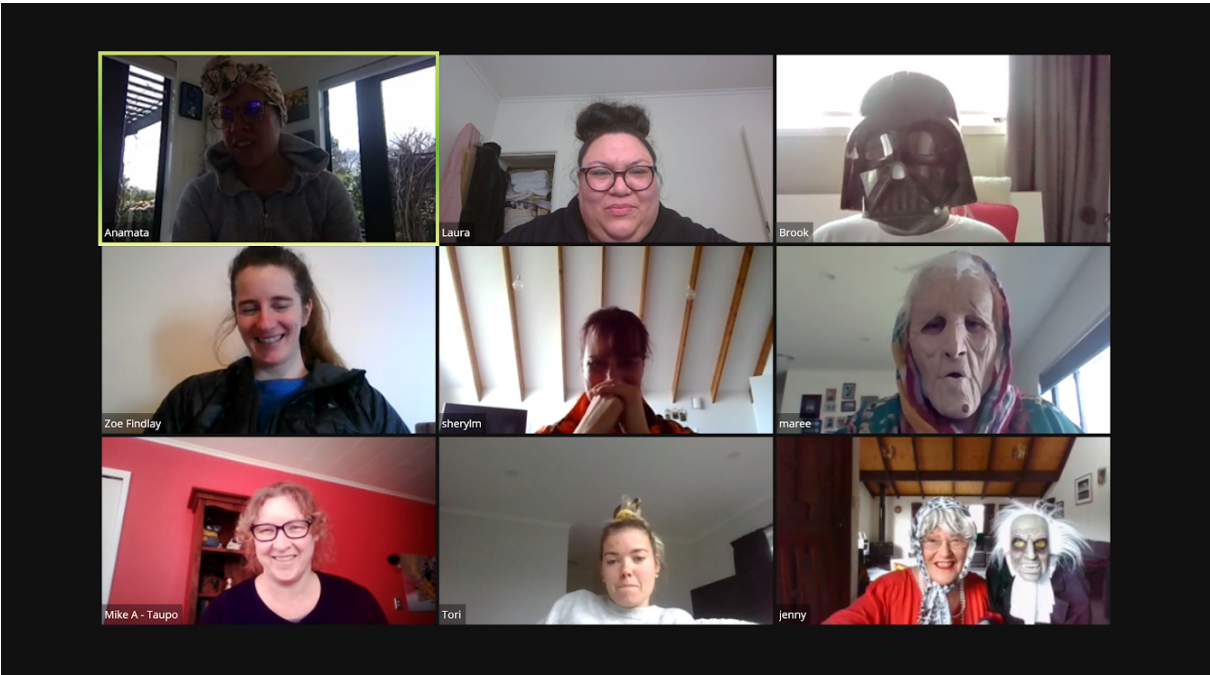 Anamata
Laura
Brook
Zoe Findlay
sherylm
maree
Mike A - Taupo
Tori
jenny